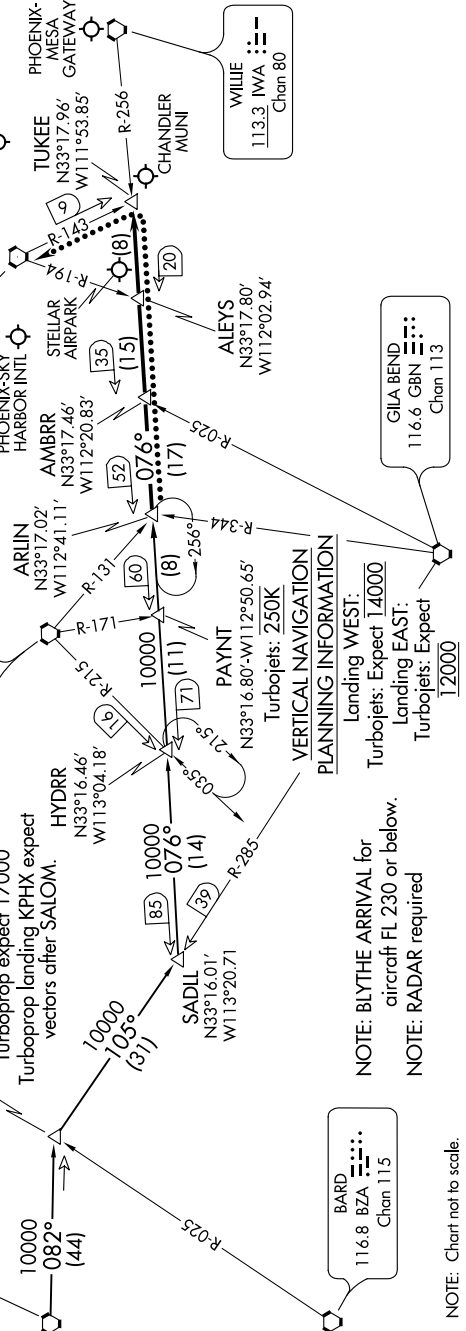 PHOENIX-
MESA
GATEWAY
TUKEE
N33°17.96'
W111°53.85'
R-256
WILLIE
113.3 IWA
Chan 80
CHANDLER
MUNI
9
R-143
R-194
(8)
20
STELLAR
AIRPARK
PHOENIX-SKY
HARBOR INTL
ALEYS
N33°17.80'
W112°02.94'
35
(15)
AMBRR
N33°17.46'
W112°20.83'
R-025
GILA BEND
116.6 GBN
Chan 113
52
076°
(17)
ARLIN
N33°17.02'
W112°41.11'
R-344
R-131
60
(8)
256°
R-171
10000
(11)
PAYNT
N33°16.80'-W112°50.65'
Turbojets: 250K
VERTICAL NAVIGATION
PLANNING INFORMATION
Landing WEST:
Turbojets: Expect 14000
Landing EAST:
Turbojets: Expect
12000
R-215
16
71
HYDRR
N33°16.46'
W113°04.18'
215°
035°
10000
076°
(14)
R-285
85
39
SADLL
N33°16.01'
W113°20.71
Turboprop expect 17000
Turboprop landing KPHX expect
vectors after SALOM.
10000
105°
(31)
NOTE: BLYTHE ARRIVAL for
aircraft FL 230 or below.
NOTE: RADAR required
10000
082°
(44)
R-025
BARD
116.8 BZA
Chan 115
NOTE: Chart not to scale.